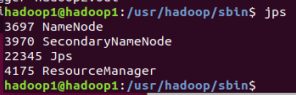 hadoop1@hadoop1:/usr/hadoop/sbin$ jps
3697 NameNode
3970 SecondaryNameNode
22345 Jps
4175 ResourceManager
hadoop1@hadoop1:/usr/hadoop/sbin$